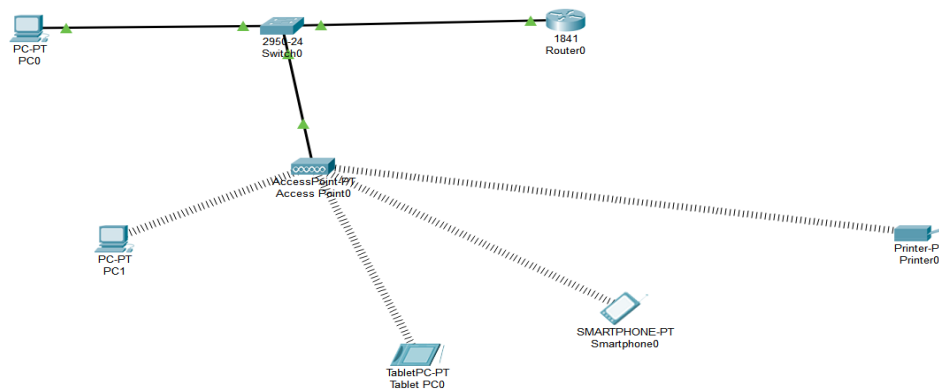 PC-PT
PC0
2950-24
Switch0
1841
Router0
AccessPoint-PT
Access Point0
PC-PT
PC1
Printer-P
Printer0
SMARTPHONE-PT
Smartphone0
TabletPC-PT
Tablet PC0